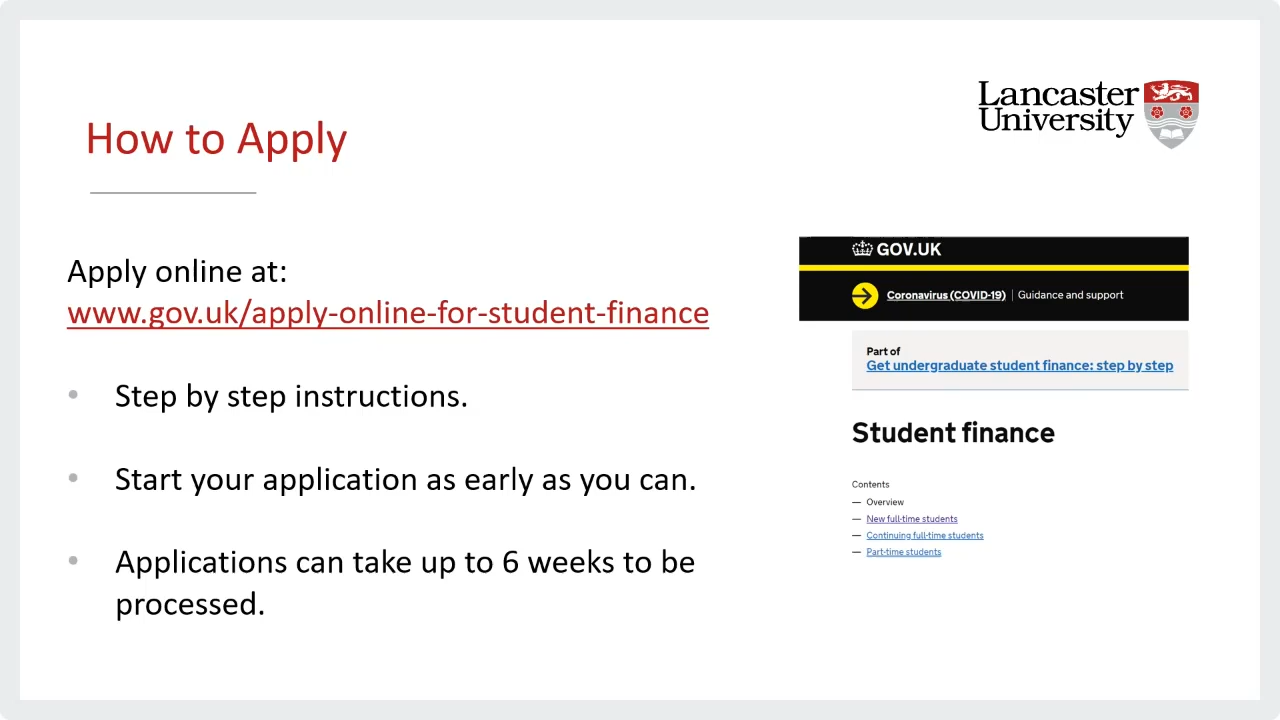 Lancaster
University
How to Apply
Apply online at:
www.gov.uk/apply-online-for-student-finance
• Step by step instructions.
• Start your application as early as you can.
• Applications can take up to 6 weeks to be
processed.
GOV.UK
Coronavirus (COVID-19) | Guidance and support
Part of
Get undergraduate student finance: step by step
Student finance
Contents
— Overview
— New full-time students
— Continuing full-time students
— Part-time students